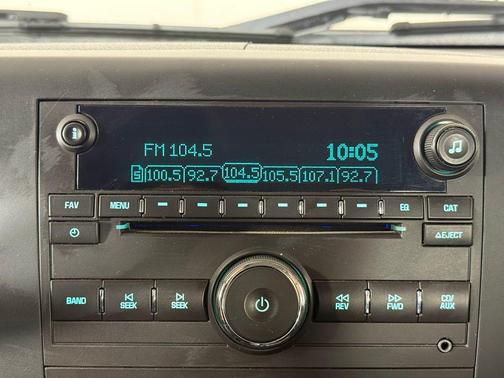 FM 104.5 10:05
5 100.5 92.7 104.5 105.5 107.1 92.7
FAV MENU EQ CAT
EJECT
BAND SEEK SEEK REV FWD CD/
AUX